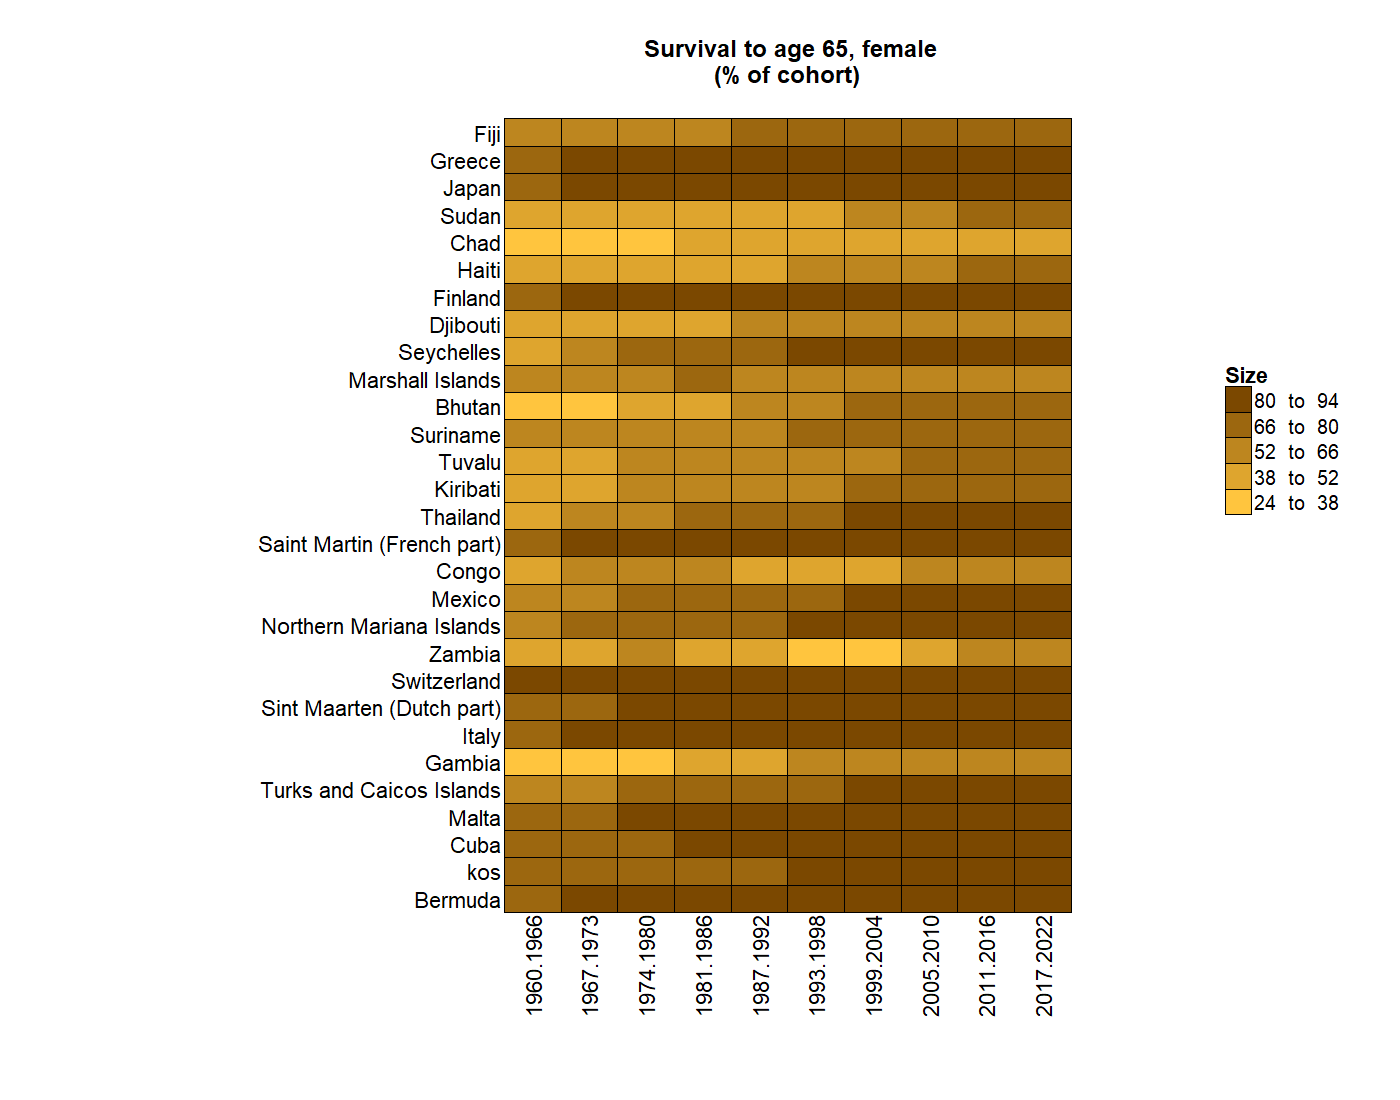 Survival to age 65, female
(% of cohort)
Fiji
Greece
Japan
Sudan
Chad
Haiti
Finland
Djibouti
Seychelles
Marshall Islands
Bhutan
Suriname
Tuvalu
Kiribati
Thailand
Saint Martin (French part)
Congo
Mexico
Northern Mariana Islands
Zambia
Switzerland
Sint Maarten (Dutch part)
Italy
Gambia
Turks and Caicos Islands
Malta
Cuba
kos
Bermuda
1960.1966
1967.1973
1974.1980
1981.1986
1987.1992
1993.1998
1999.2004
2005.2010
2011.2016
2017.2022
Size
80 to 94
66 to 80
52 to 66
38 to 52
24 to 38